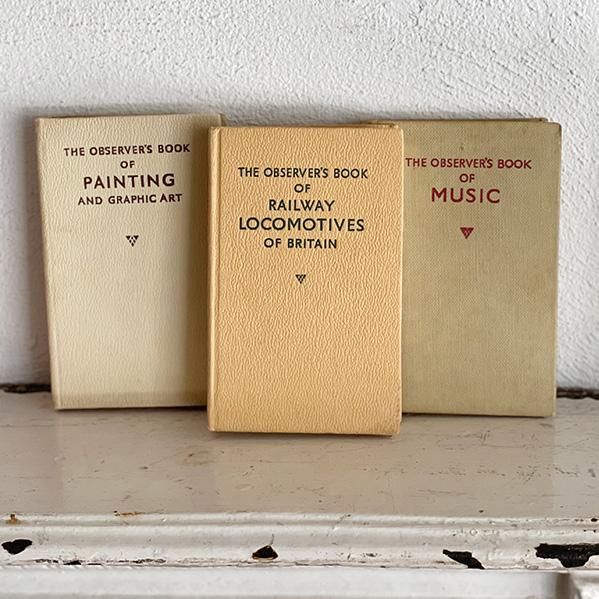 THE OBSERVER'S BOOK
OF
PAINTING
AND GRAPHIC ART
THE OBSERVER'S BOOK
OF
RAILWAY
LOCOMOTIVES
OF BRITAIN
THE OBSERVER'S BOOK
OF
MUSIC